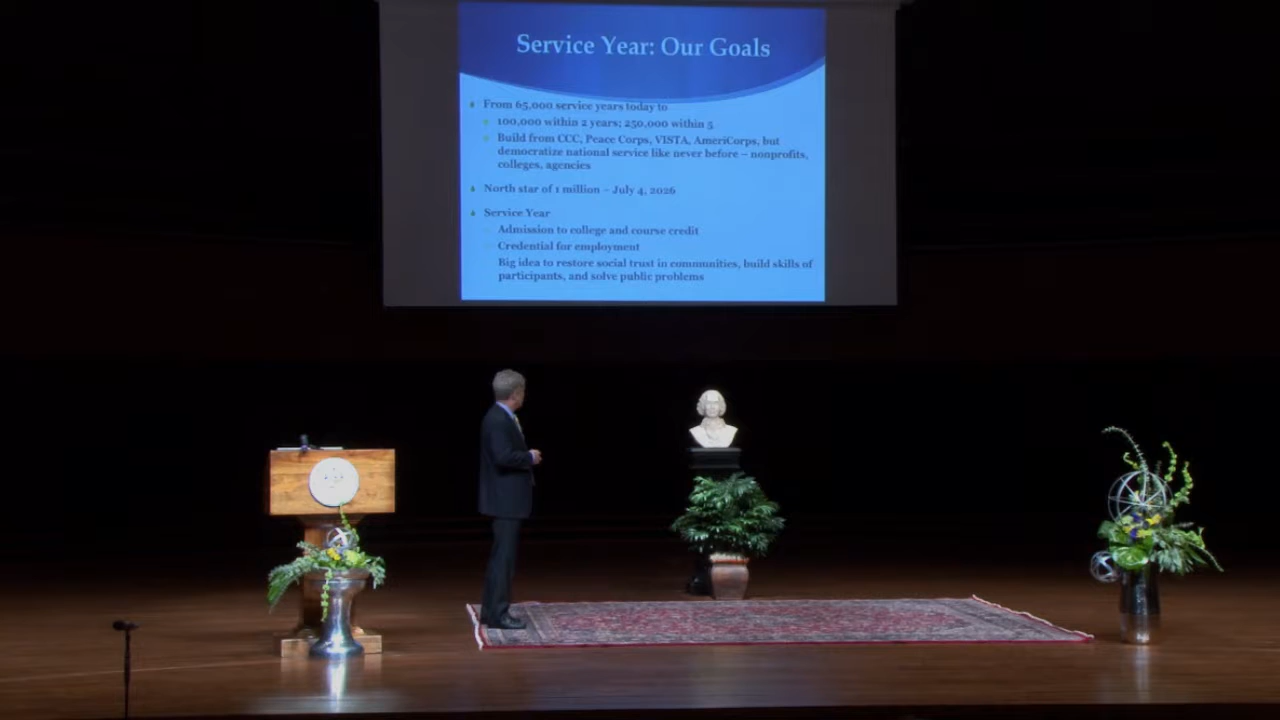 Service Year: Our Goals
From 65,000 service years today to
100,000 within 2 years; 250,000 within 5
Build from CCC, Peace Corps, VISTA, AmeriCorps, but
democratize national service like never before – nonprofits,
colleges, agencies
North star of 1 million – July 4, 2026
Service Year
Admission to college and course credit
Credential for employment
Big idea to restore social trust in communities, build skills of
participants, and solve public problems